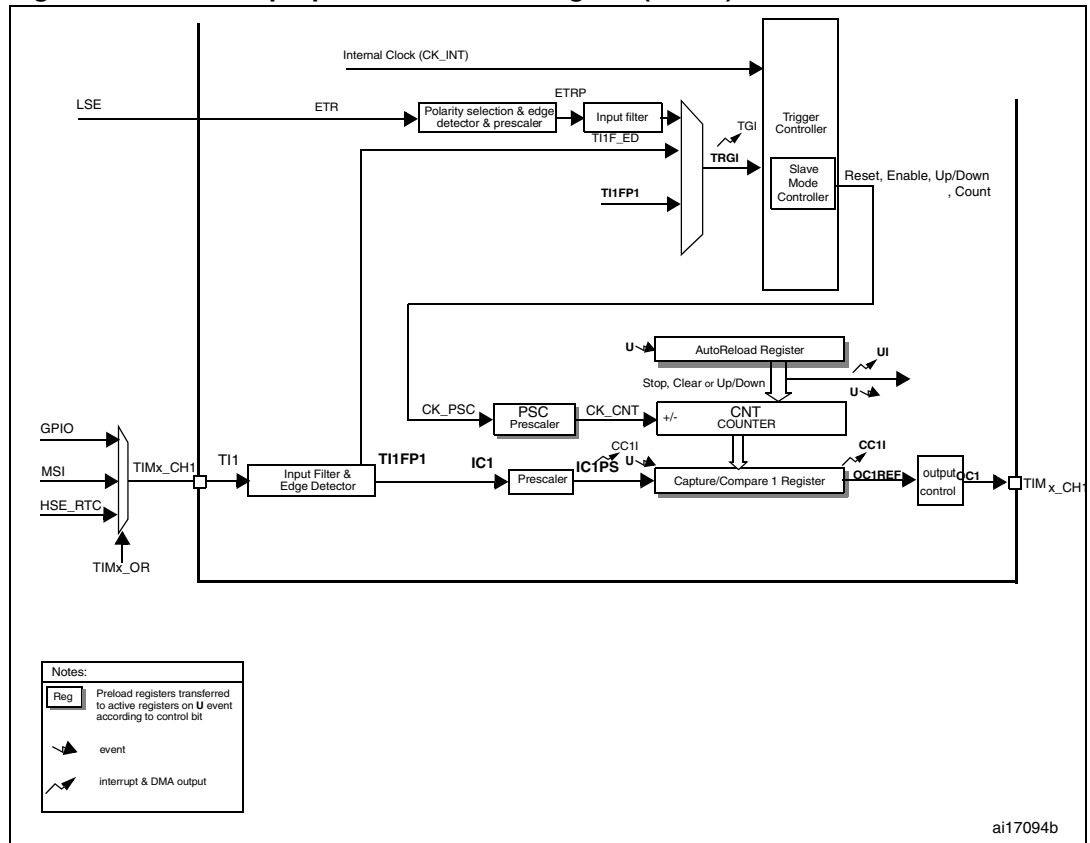 Internal Clock (CK_INT)
LSE
ETR
Polarity selection & edge
detector & prescaler
ETRP
Input filter
TI1F_ED
TI1FP1
TGI
TRGI
Trigger
Controller
Slave
Mode
Controller
Reset, Enable, Up/Down
, Count
U
AutoReload Register
UI
Stop, Clear or Up/Down
U
CK_PSC
PSC
Prescaler
CK_CNT
+/-
CNT
COUNTER
GPIO
MSI
HSE_RTC
TIMx_OR
TIMx_CH1
TI1
Input Filter &
Edge Detector
TI1FP1
IC1
Prescaler
CC1I
IC1PS
U
Capture/Compare 1 Register
CC1I
OC1REF
output
control
OC1
TIM x_CH1
Notes:
Reg
Preload registers transferred
to active registers on U event
according to control bit
event
interrupt & DMA output
ai17094b